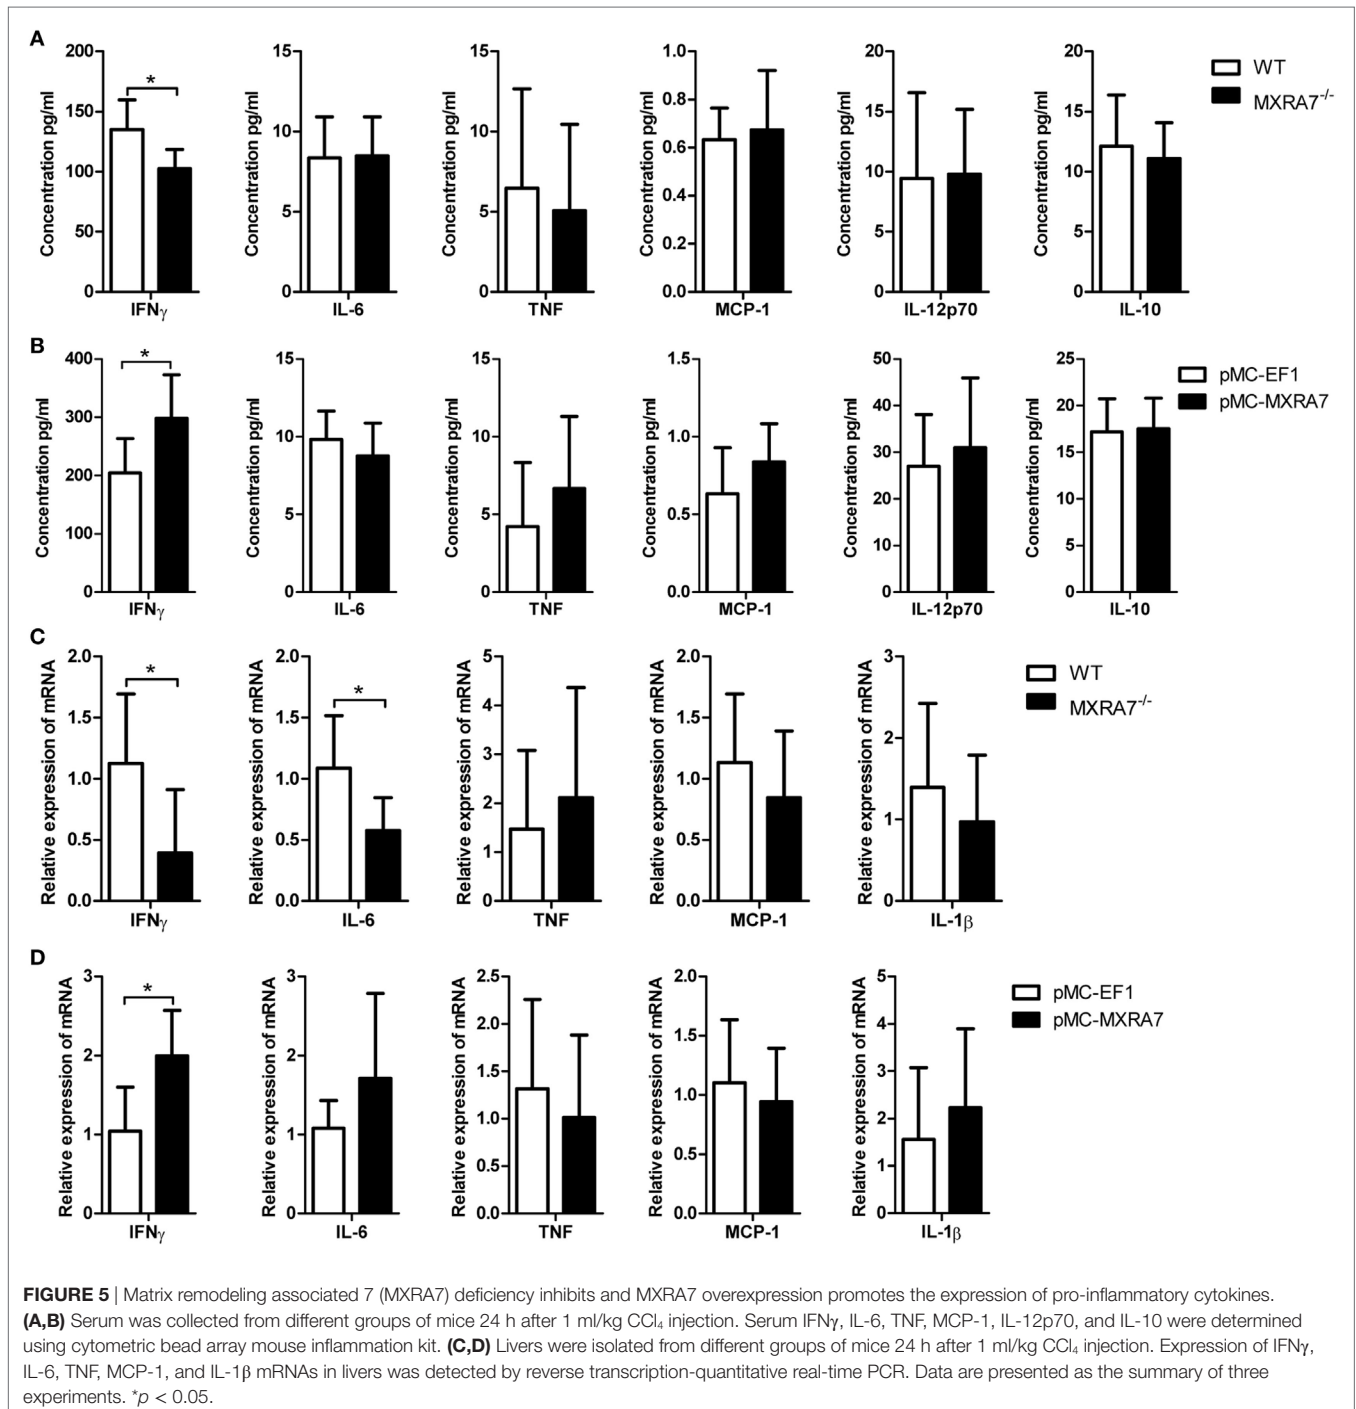 A
200
150
100
50
0
Concentration pg/ml
*
IFNγ
15
10
5
0
Concentration pg/ml
IL-6
15
10
5
0
Concentration pg/ml
TNF
1.0
0.8
0.6
0.4
0.2
0.0
Concentration pg/ml
MCP-1
20
15
10
5
0
Concentration pg/ml
IL-12p70
20
15
10
5
0
Concentration pg/ml
IL-10
WT
MXRA7-/-
B
400
300
200
100
0
Concentration pg/ml
*
IFNγ
15
10
5
0
Concentration pg/ml
IL-6
15
10
5
0
Concentration pg/ml
TNF
1.5
1.0
0.5
0.0
Concentration pg/ml
MCP-1
50
40
30
20
10
0
Concentration pg/ml
IL-12p70
25
20
15
10
5
0
Concentration pg/ml
IL-10
pMC-EF1
pMC-MXRA7
C
2.0
1.5
1.0
0.5
0.0
Relative expression of mRNA
*
IFNγ
2.0
1.5
1.0
0.5
0.0
Relative expression of mRNA
*
IL-6
5
4
3
2
1
0
Relative expression of mRNA
TNF
2.0
1.5
1.0
0.5
0.0
Relative expression of mRNA
MCP-1
3
2
1
0
Relative expression of mRNA
IL-1β
WT
MXRA7-/-
D
3
2
1
0
Relative expression of mRNA
*
IFNγ
3
2
1
0
Relative expression of mRNA
IL-6
2.5
2.0
1.5
1.0
0.5
0.0
Relative expression of mRNA
TNF
2.0
1.5
1.0
0.5
0.0
Relative expression of mRNA
MCP-1
5
4
3
2
1
0
Relative expression of mRNA
IL-1β
pMC-EF1
pMC-MXRA7
FIGURE 5 | Matrix remodeling associated 7 (MXRA7) deficiency inhibits and MXRA7 overexpression promotes the expression of pro-inflammatory cytokines.
(A,B) Serum was collected from different groups of mice 24 h after 1 ml/kg CCl₄ injection. Serum IFNγ, IL-6, TNF, MCP-1, IL-12p70, and IL-10 were determined
using cytometric bead array mouse inflammation kit. (C,D) Livers were isolated from different groups of mice 24 h after 1 ml/kg CCl₄ injection. Expression of IFNγ,
IL-6, TNF, MCP-1, and IL-1β mRNAs in livers was detected by reverse transcription-quantitative real-time PCR. Data are presented as the summary of three
experiments. *p < 0.05.